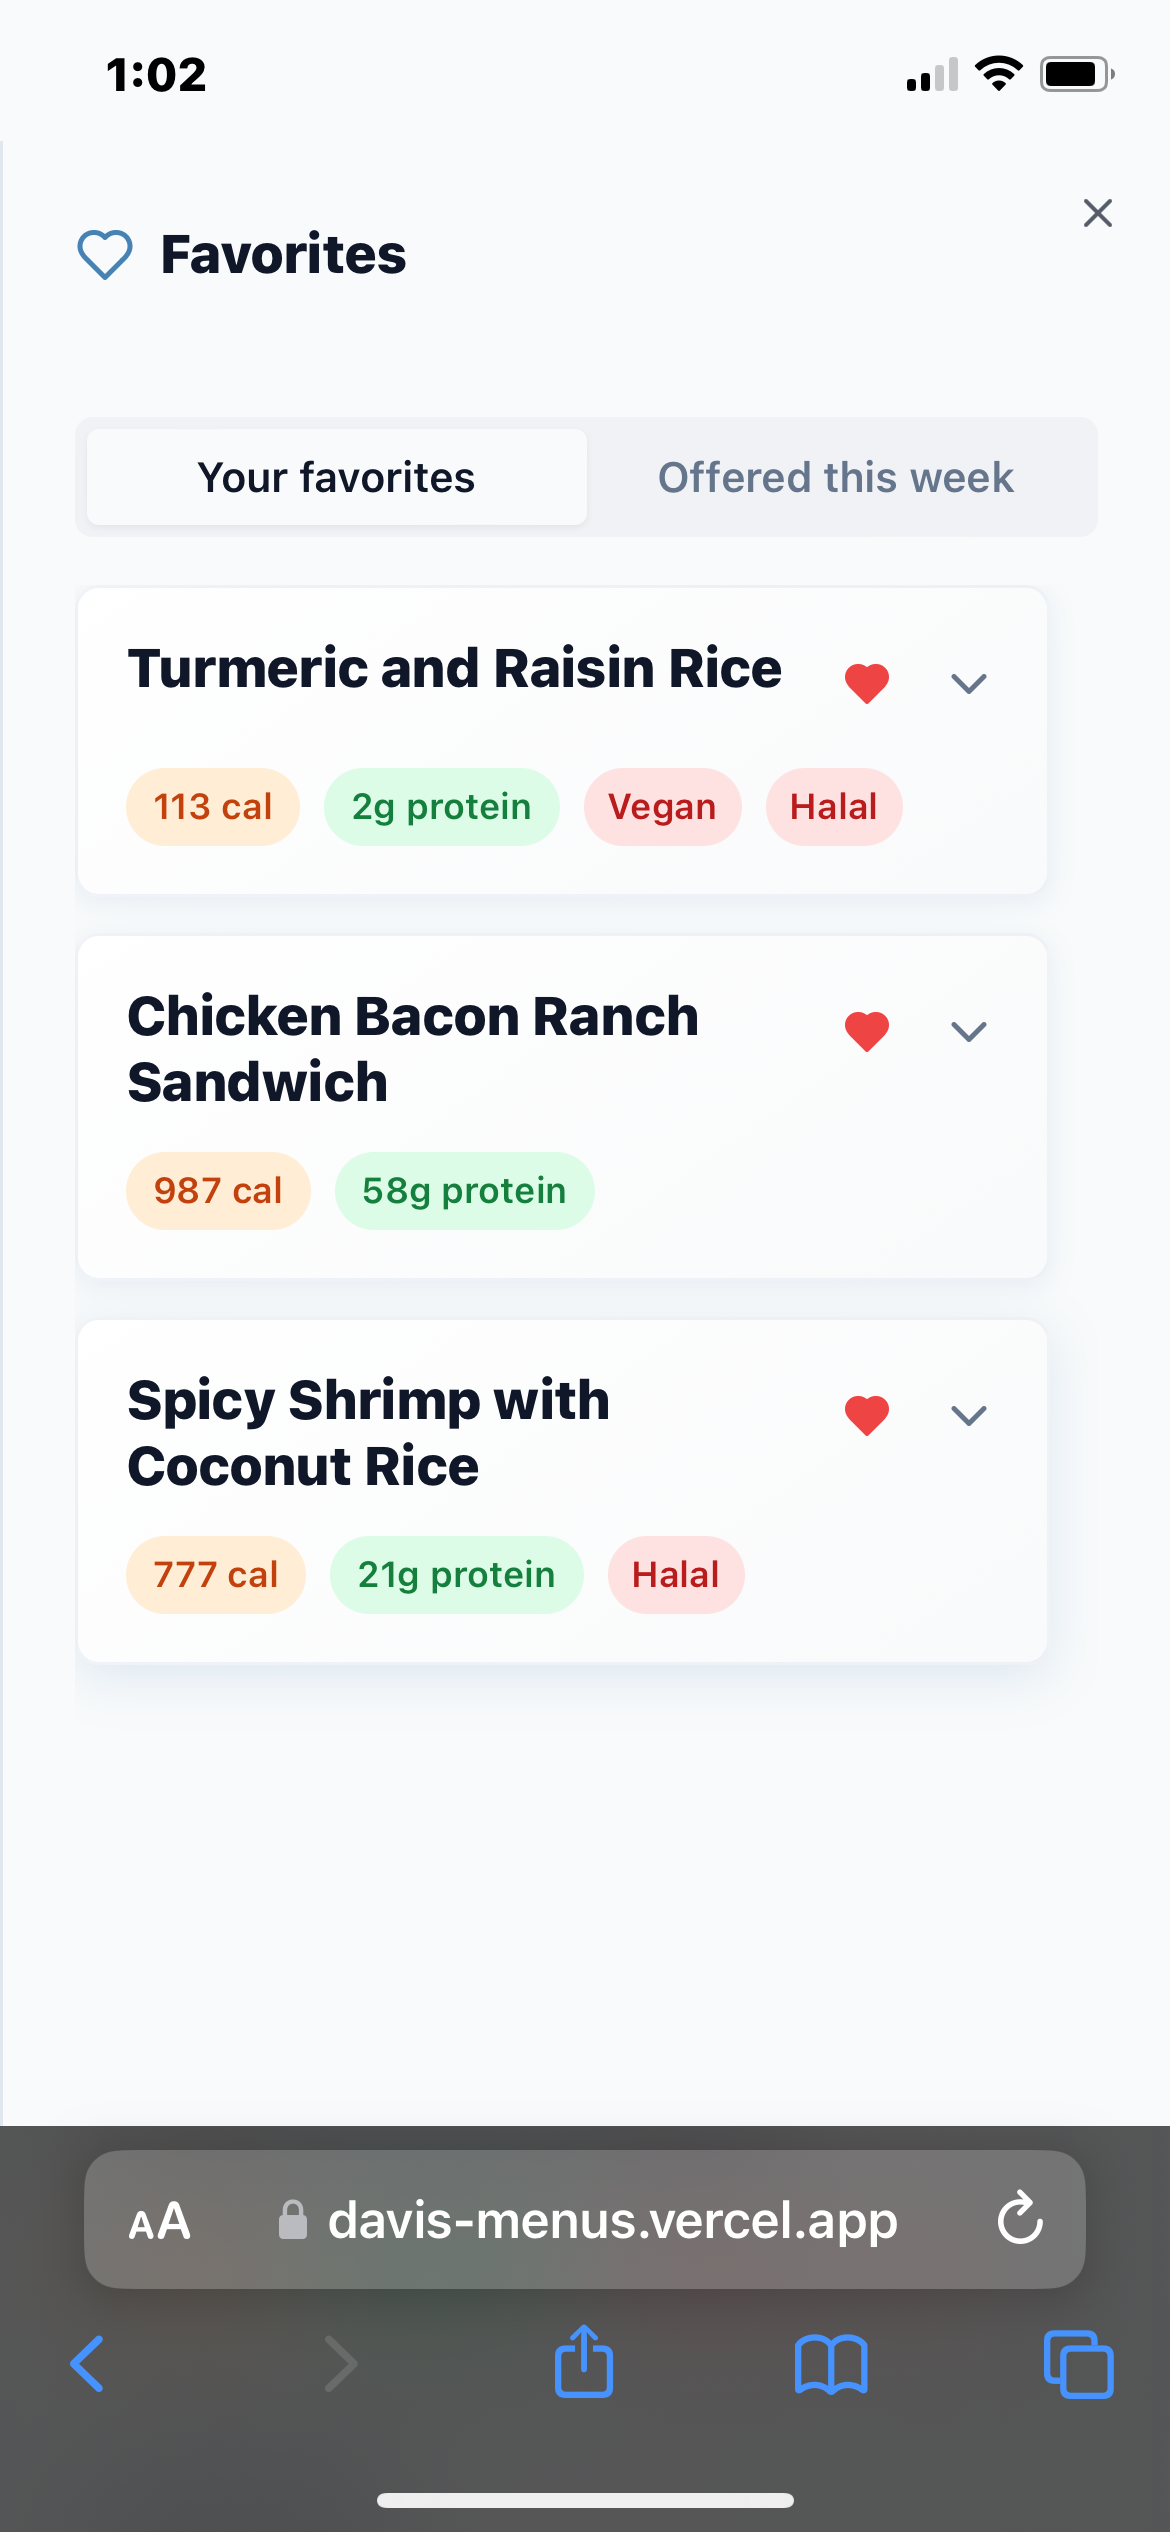 1:02
Favorites
Your favorites
Offered this week
Turmeric and Raisin Rice
113 cal
2g protein
Vegan
Halal
Chicken Bacon Ranch
Sandwich
987 cal
58g protein
Spicy Shrimp with
Coconut Rice
777 cal
21g protein
Halal
AA
davis-menus.vercel.app